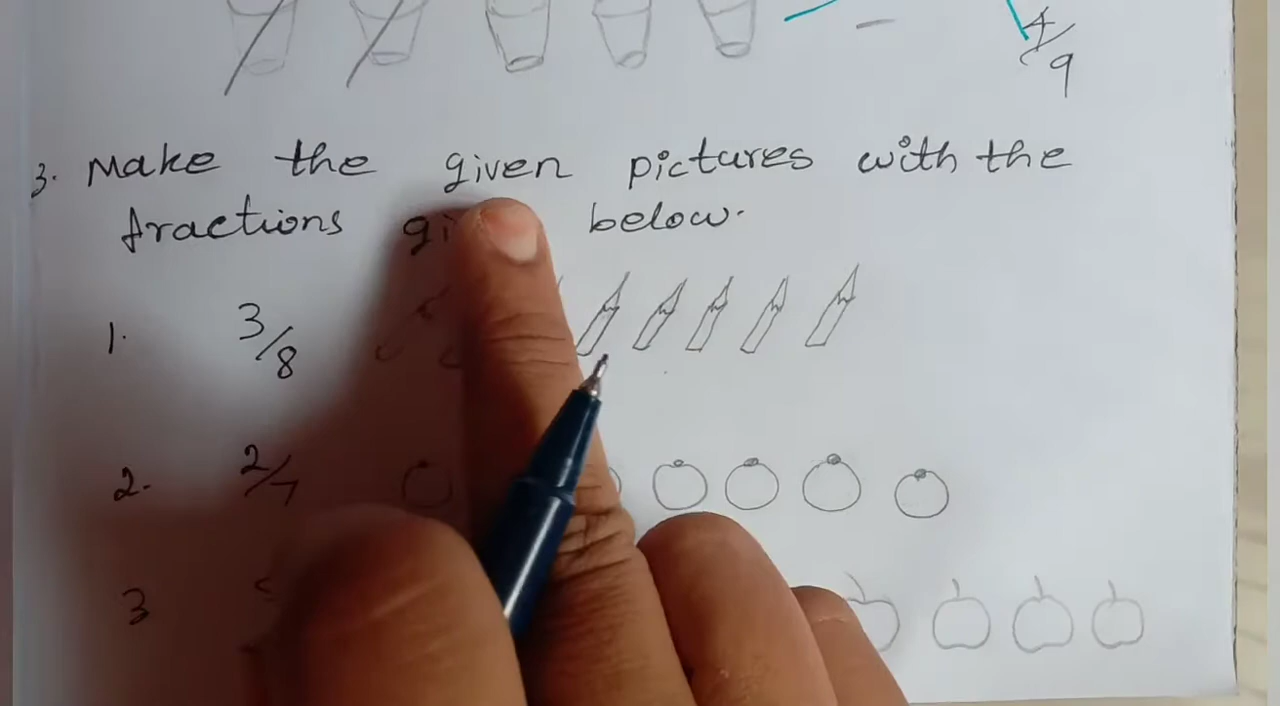 4/9
3. Make the given pictures with the
fractions below.
1. 3/8
2. 2/7
3